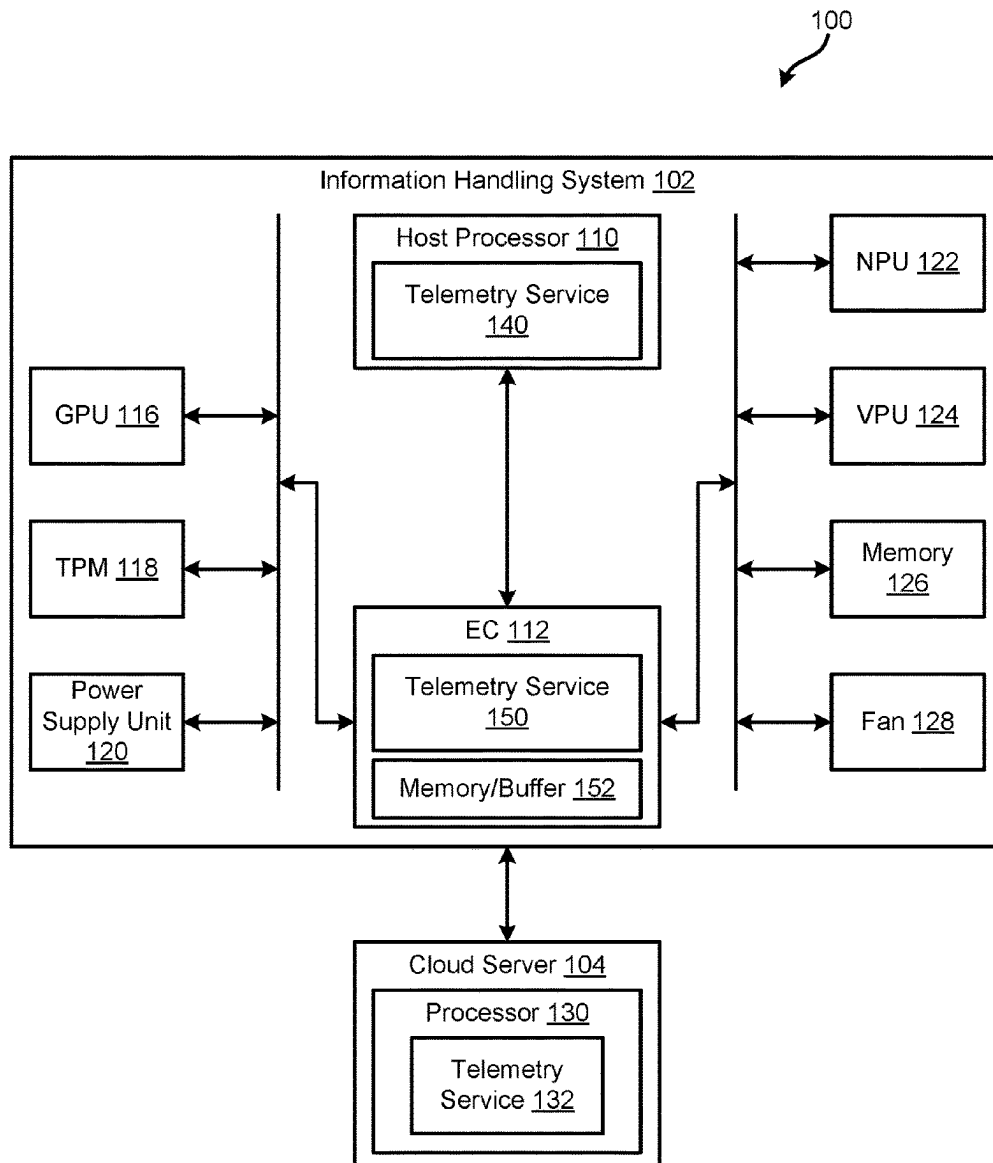 100
Information Handling System 102
Host Processor 110
Telemetry Service
140
NPU 122
GPU 116
VPU 124
TPM 118
Memory
126
EC 112
Telemetry Service
150
Memory/Buffer 152
Power
Supply Unit
120
Fan 128
Cloud Server 104
Processor 130
Telemetry
Service 132